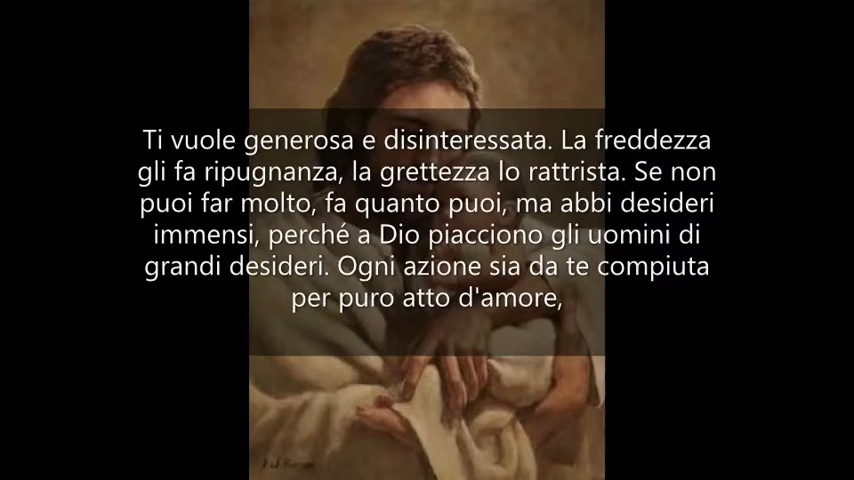 Ti vuole generosa e disinteressata. La freddezza
gli fa ripugnanza, la grettezza lo rattrista. Se non
puoi far molto, fa quanto puoi, ma abbi desideri
immensi, perché a Dio piacciono gli uomini di
grandi desideri. Ogni azione sia da te compiuta
per puro atto d'amore,